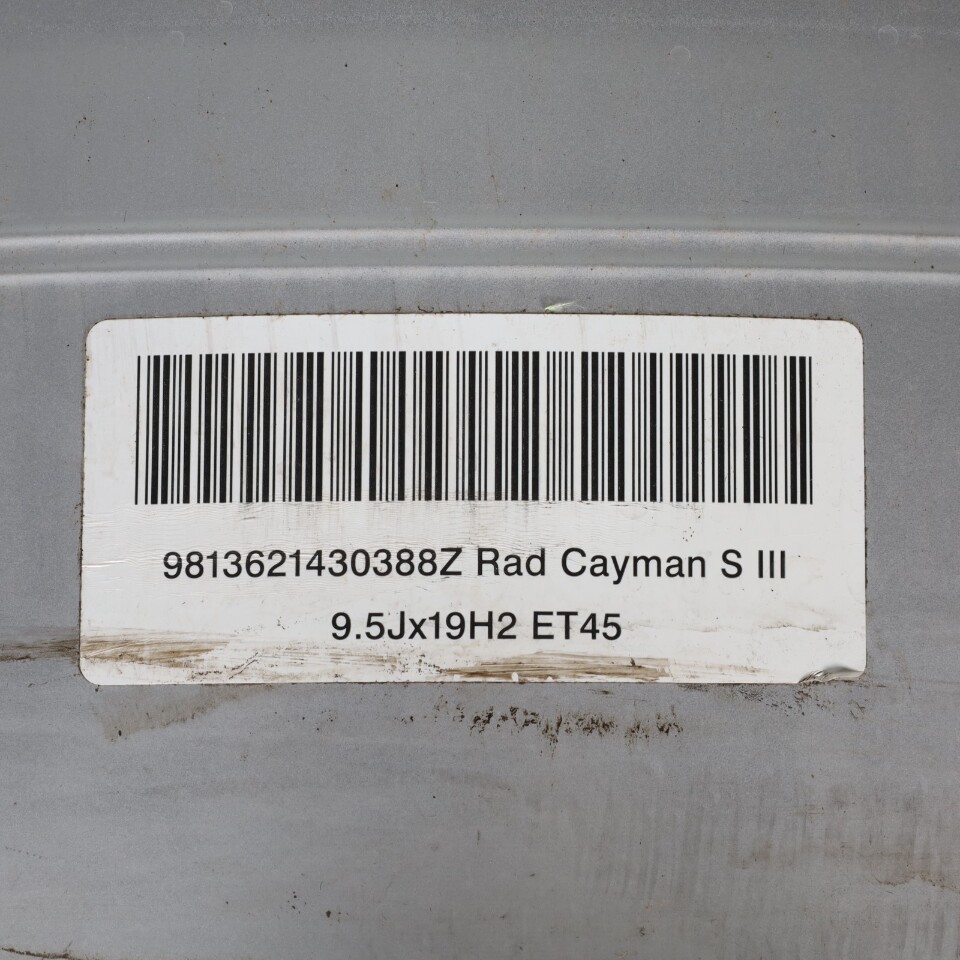 9813621430388Z Rad Cayman S III
9.5Jx19H2 ET45